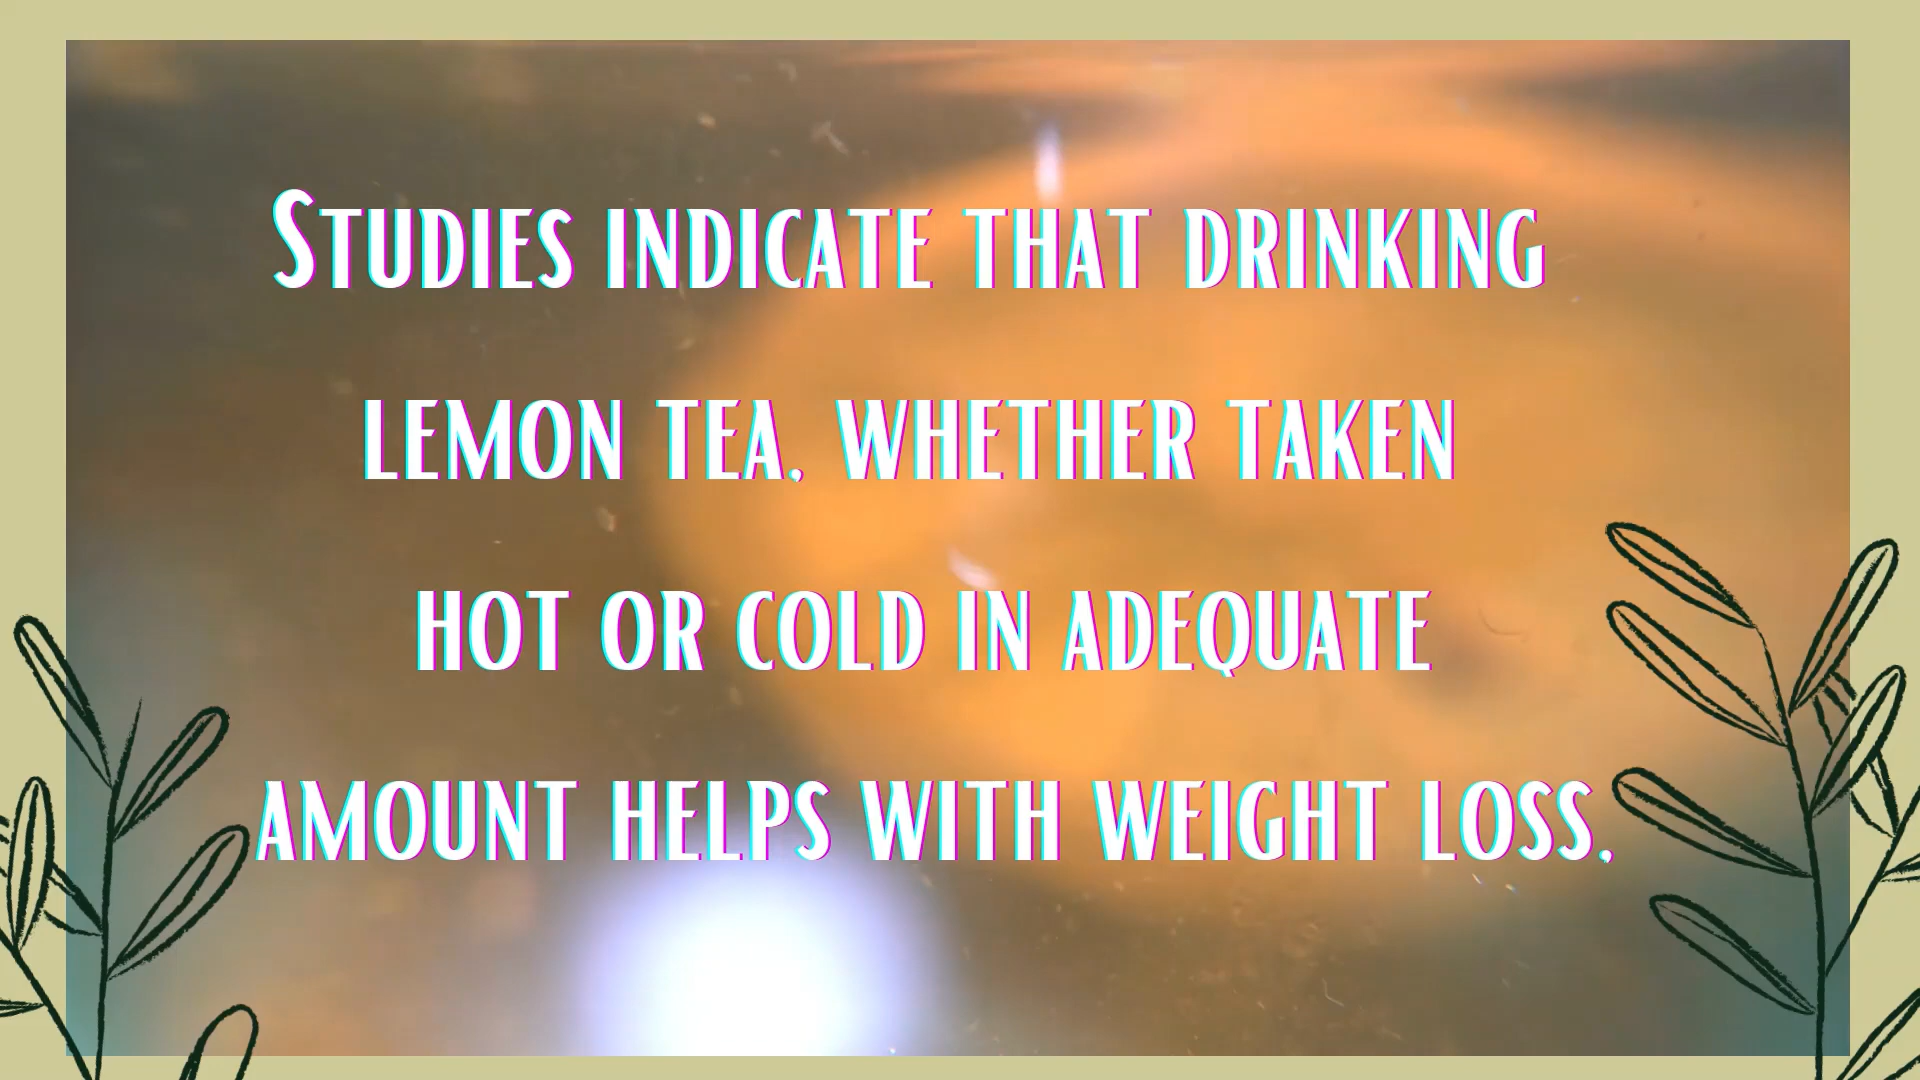 Studies indicate that drinking
lemon tea, whether taken
hot or cold in adequate
amount helps with weight loss,